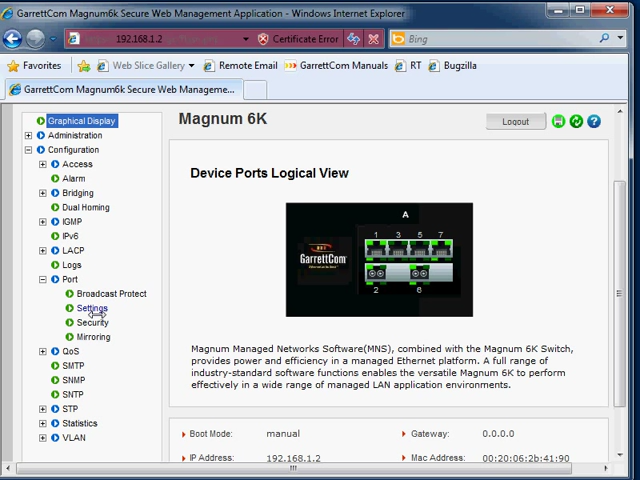 GarrettCom Magnum6k Secure Web Management Application - Windows Internet Explorer
192.168.1.2
Certificate Error
Bing
Favorites
Web Slice Gallery
Remote Email
GarrettCom Manuals
RT
Bugzilla
GarrettCom Magnum6k Secure Web Manageme...
Graphical Display
Administration
Configuration
Access
Alarm
Bridging
Dual Homing
IGMP
IPv6
LACP
Logs
Port
Broadcast Protect
Settings
Security
Mirroring
QoS
SMTP
SNMP
SNTP
STP
Statistics
VLAN
Magnum 6K
Logout
Device Ports Logical View
A
1 3 5 7
GarrettCom
2 6
Magnum Managed Networks Software(MNS), combined with the Magnum 6K Switch,
provides power and efficiency in a managed Ethernet platform. A full range of
industry-standard software functions enables the versatile Magnum 6K to perform
effectively in a wide range of managed LAN application environments.
Boot Mode: manual Gateway: 0.0.0.0
IP Address: 192.168.1.2 Mac Address: 00:20:06:2b:41:90